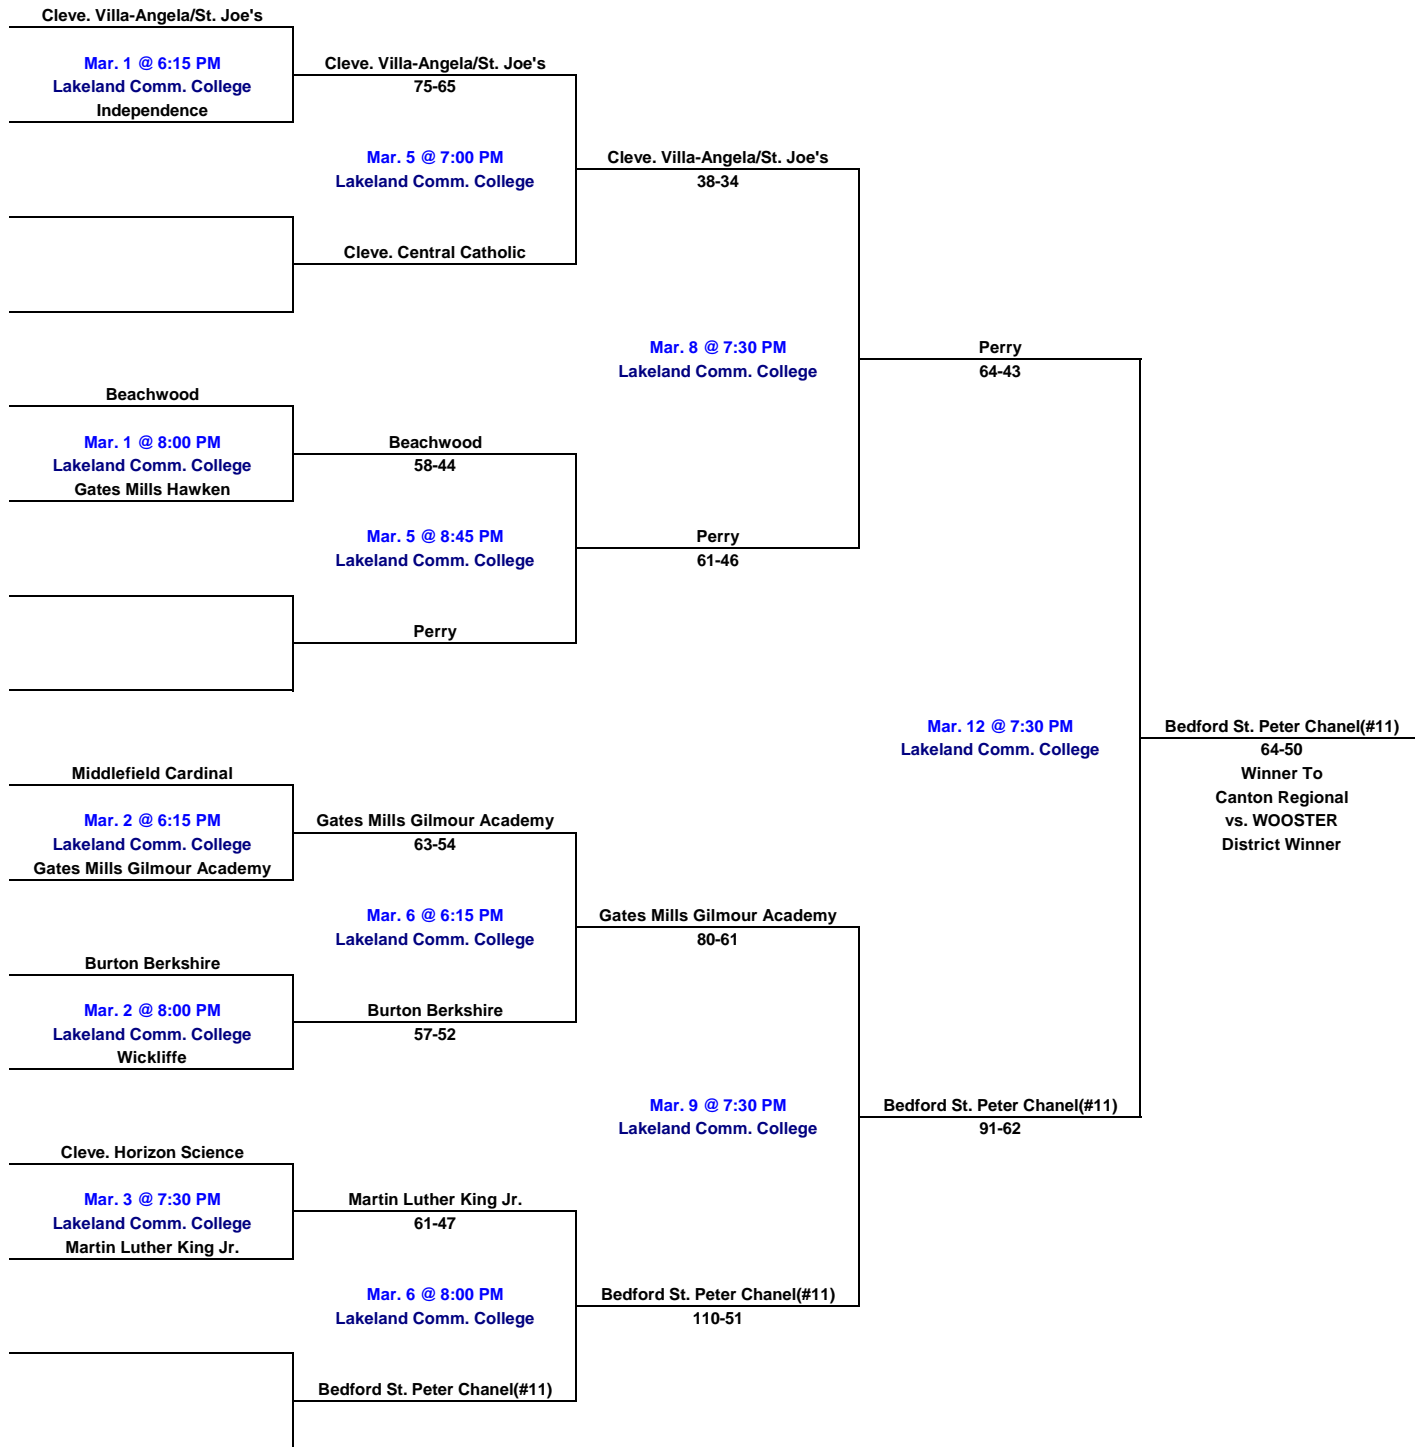 Cleve. Villa-Angela/St. Joe's
Mar. 1 @ 6:15 PM
Lakeland Comm. College
Independence
Cleve. Villa-Angela/St. Joe's
75-65
Mar. 5 @ 7:00 PM
Lakeland Comm. College
Cleve. Central Catholic
Cleve. Villa-Angela/St. Joe's
38-34
Beachwood
Mar. 1 @ 8:00 PM
Lakeland Comm. College
Gates Mills Hawken
Beachwood
58-44
Mar. 5 @ 8:45 PM
Lakeland Comm. College
Perry
Perry
61-46
Mar. 8 @ 7:30 PM
Lakeland Comm. College
Perry
64-43
Middlefield Cardinal
Mar. 2 @ 6:15 PM
Lakeland Comm. College
Gates Mills Gilmour Academy
Gates Mills Gilmour Academy
63-54
Mar. 6 @ 6:15 PM
Lakeland Comm. College
Burton Berkshire
Mar. 2 @ 8:00 PM
Lakeland Comm. College
Wickliffe
Burton Berkshire
57-52
Gates Mills Gilmour Academy
80-61
Cleve. Horizon Science
Mar. 3 @ 7:30 PM
Lakeland Comm. College
Martin Luther King Jr.
Martin Luther King Jr.
61-47
Mar. 6 @ 8:00 PM
Lakeland Comm. College
Bedford St. Peter Chanel(#11)
Bedford St. Peter Chanel(#11)
110-51
Mar. 9 @ 7:30 PM
Lakeland Comm. College
Bedford St. Peter Chanel(#11)
91-62
Mar. 12 @ 7:30 PM
Lakeland Comm. College
Bedford St. Peter Chanel(#11)
64-50
Winner To
Canton Regional
vs. WOOSTER
District Winner